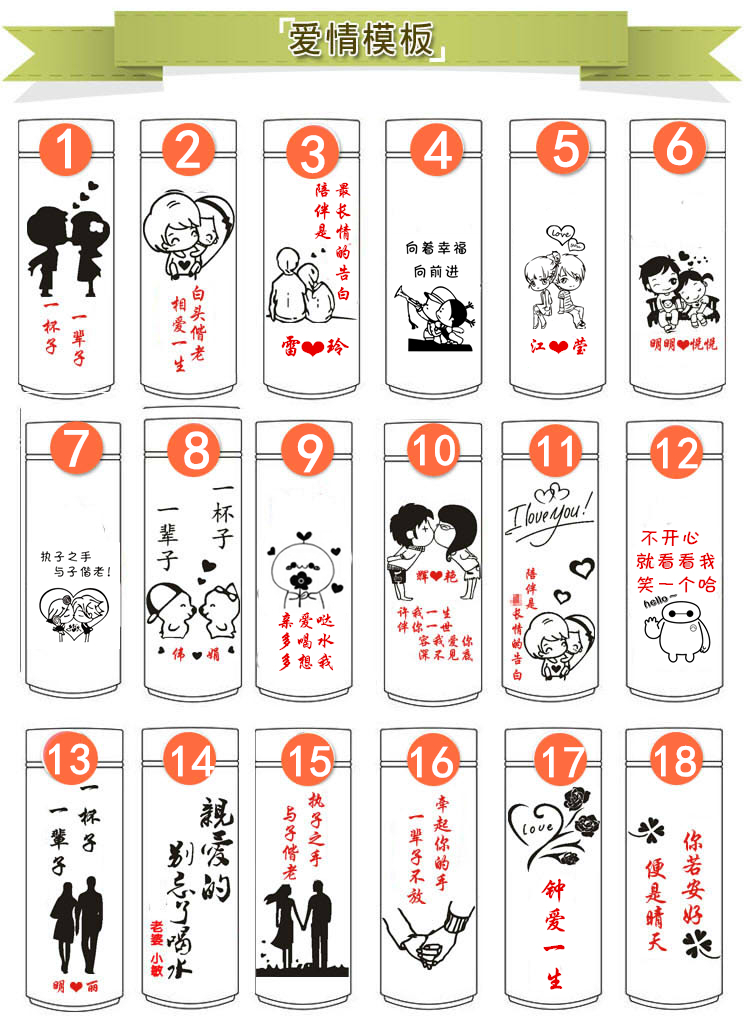 爱情模板
1
一杯子
一辈子
2
白头偕老
相爱一生
3
陪伴是
最长情的告白
雷❤玲
4
向着幸福
向前进
5
Love
江❤莹
6
明明❤悦悦
7
执子之手
与子偕老!
8
一杯子
一辈子
伟❤娟
9
亲爱哒
多喝水
多想我
10
辉❤艳
许我一生
伴你一世
容我爱你
深不见底
11
I love you!
陪伴是
长情的告白
12
不开心
就看看我
笑一个哈
hello~
13
一杯子
一辈子
明❤丽
14
親愛的
别忘了喝水
老婆 小敏
15
执子之手
与子偕老
16
牵起你的手
一辈子不放
17
Love
钟爱一生
18
你若安好
便是晴天